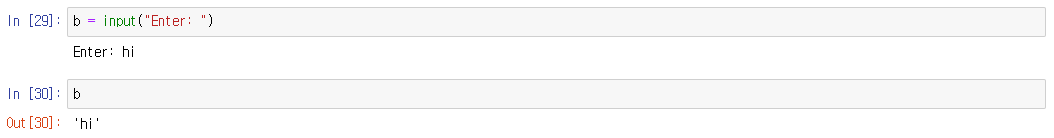 In [29]: b = input("Enter: ")
Enter: hi
In [30]: b
Out[30]: 'hi'